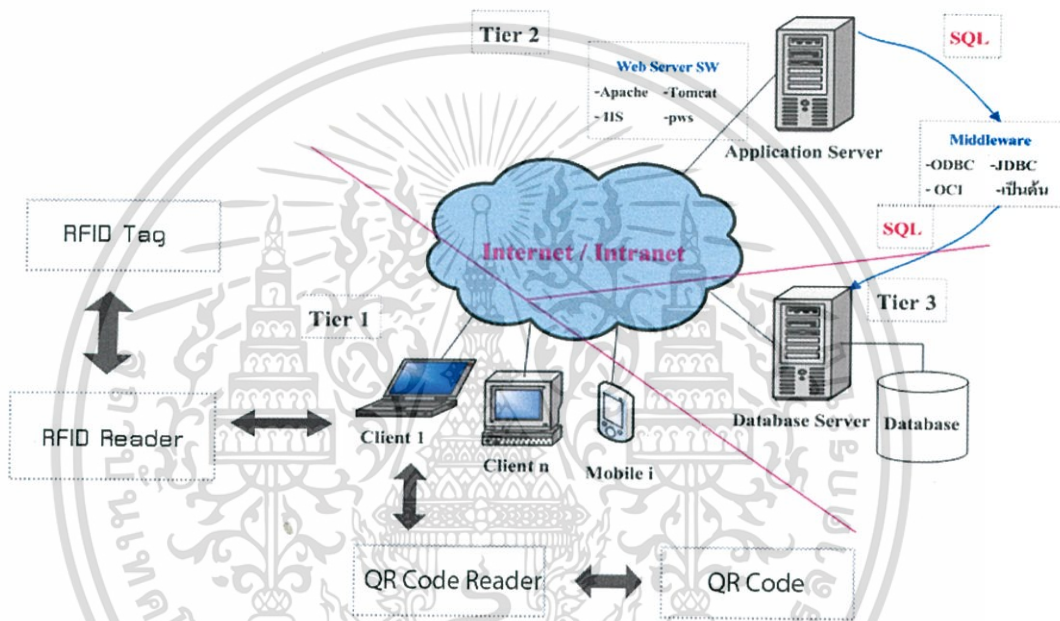 Tier 2
SQL
Web Server SW
-Apache -Tomcat
- IIS -pws
Application Server
Middleware
-ODBC -JDBC
- OCI -เป็นต้น
RFID Tag
Internet / Intranet
SQL
Tier 1
Tier 3
RFID Reader
Client 1
Client n
Mobile i
Database Server
Database
QR Code Reader
QR Code